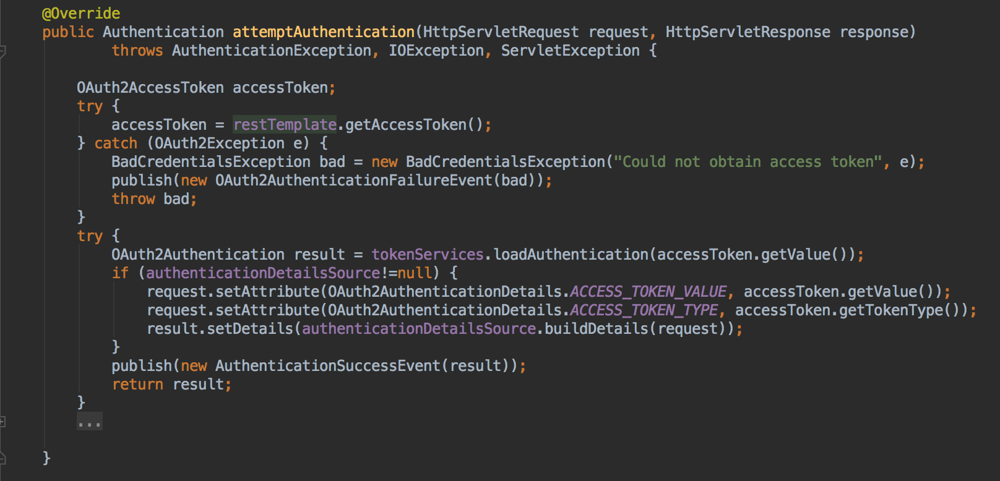 @Override
public Authentication attemptAuthentication(HttpServletRequest request, HttpServletResponse response)
throws AuthenticationException, IOException, ServletException {
OAuth2AccessToken accessToken;
try {
accessToken = restTemplate.getAccessToken();
} catch (OAuth2Exception e) {
BadCredentialsException bad = new BadCredentialsException("Could not obtain access token", e);
publish(new OAuth2AuthenticationFailureEvent(bad));
throw bad;
}
try {
OAuth2Authentication result = tokenServices.loadAuthentication(accessToken.getValue());
if (authenticationDetailsSource!=null) {
request.setAttribute(OAuth2AuthenticationDetails.ACCESS_TOKEN_VALUE, accessToken.getValue());
request.setAttribute(OAuth2AuthenticationDetails.ACCESS_TOKEN_TYPE, accessToken.getTokenType());
result.setDetails(authenticationDetailsSource.buildDetails(request));
}
publish(new AuthenticationSuccessEvent(result));
return result;
}
...
}